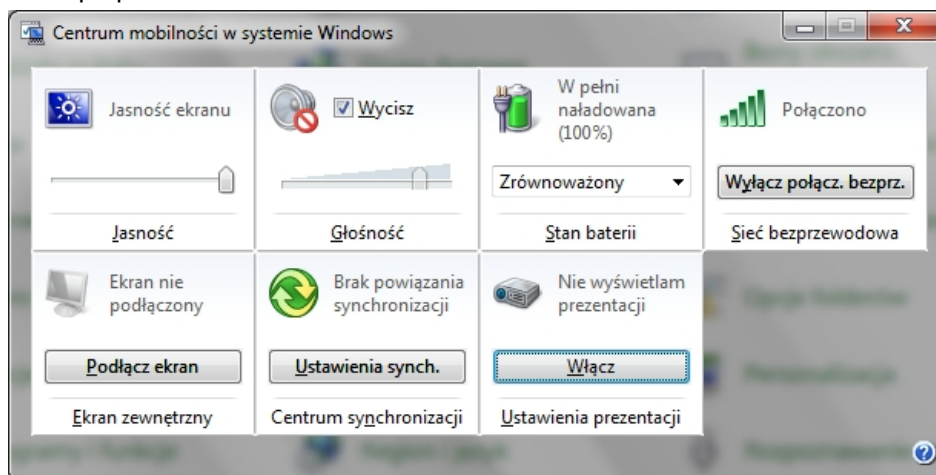 Centrum mobilności w systemie Windows
Jasność ekranu
Jasność
Wycisz
Głośność
W pełni
naładowana
(100%)
Zrównoważony
Stan baterii
Połączono
Wyłącz połącz. bezprz.
Sieć bezprzewodowa
Ekran nie
podłączony
Podłącz ekran
Ekran zewnętrzny
Brak powiązania
synchronizacji
Ustawienia synch.
Centrum synchronizacji
Nie wyświetlam
prezentacji
Włącz
Ustawienia prezentacji